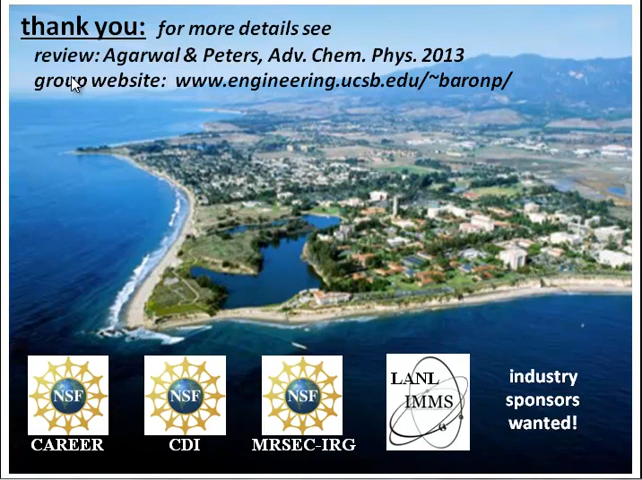 thank you: for more details see
review: Agarwal & Peters, Adv. Chem. Phys. 2013
group website: www.engineering.ucsb.edu/~baronp/
NSF
CAREER
NSF
CDI
NSF
MRSEC-IRG
LANL
IMMS
industry
sponsors
wanted!